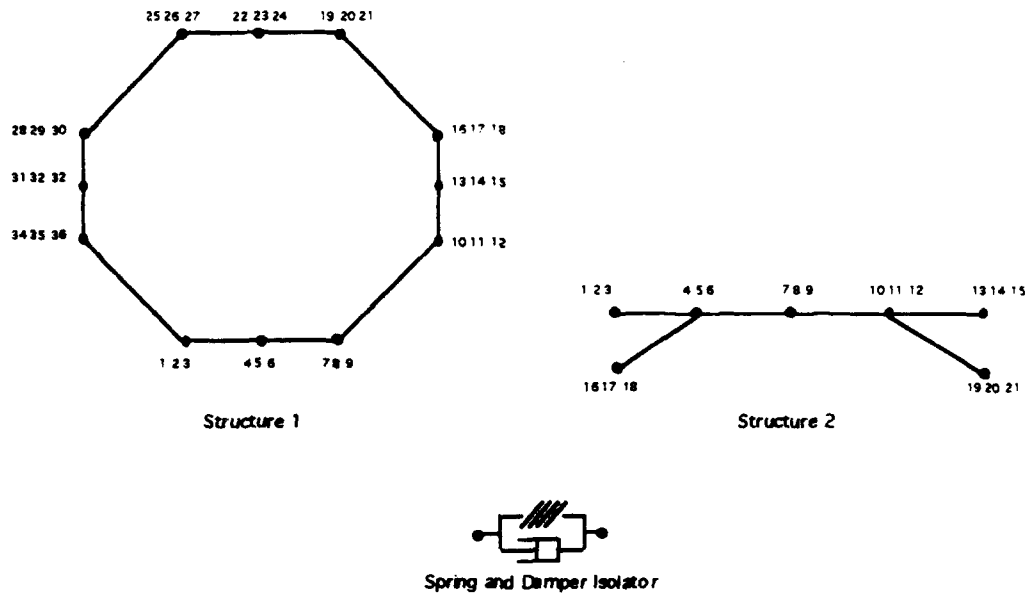 25 26 27 22 23 24 19 20 21
28 29 30 16 17 18
31 32 32 13 14 15
34 35 36 10 11 12
1 2 3 4 5 6 7 8 9
Structure 1
1 2 3 4 5 6 7 8 9 10 11 12 13 14 15
16 17 18 19 20 21
Structure 2
Spring and Damper Isolator